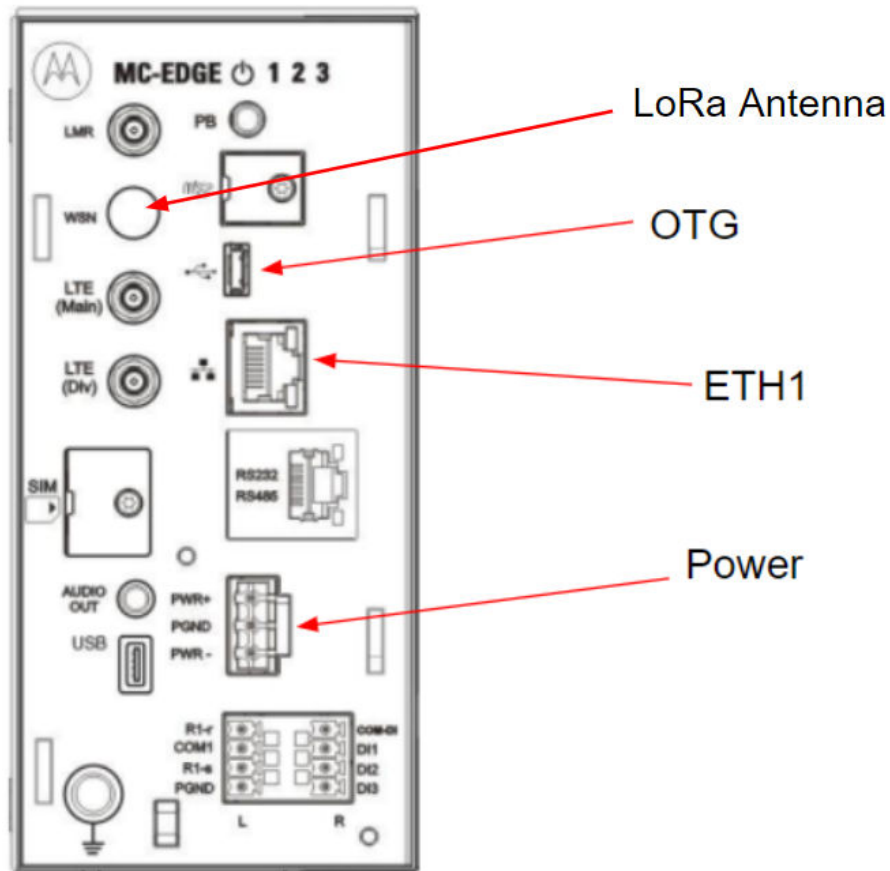 MC-EDGE 1 2 3
LMR
PB
LoRa Antenna
WSN
OTG
LTE
(Main)
LTE
(Div)
ETH1
RS232
RS485
SIM
Power
AUDIO
OUT
PWR+
PGND
USB
PWR -
R1-r
COM-DI
COM1
DI1
R1-s
DI2
PGND
DI3
L
R